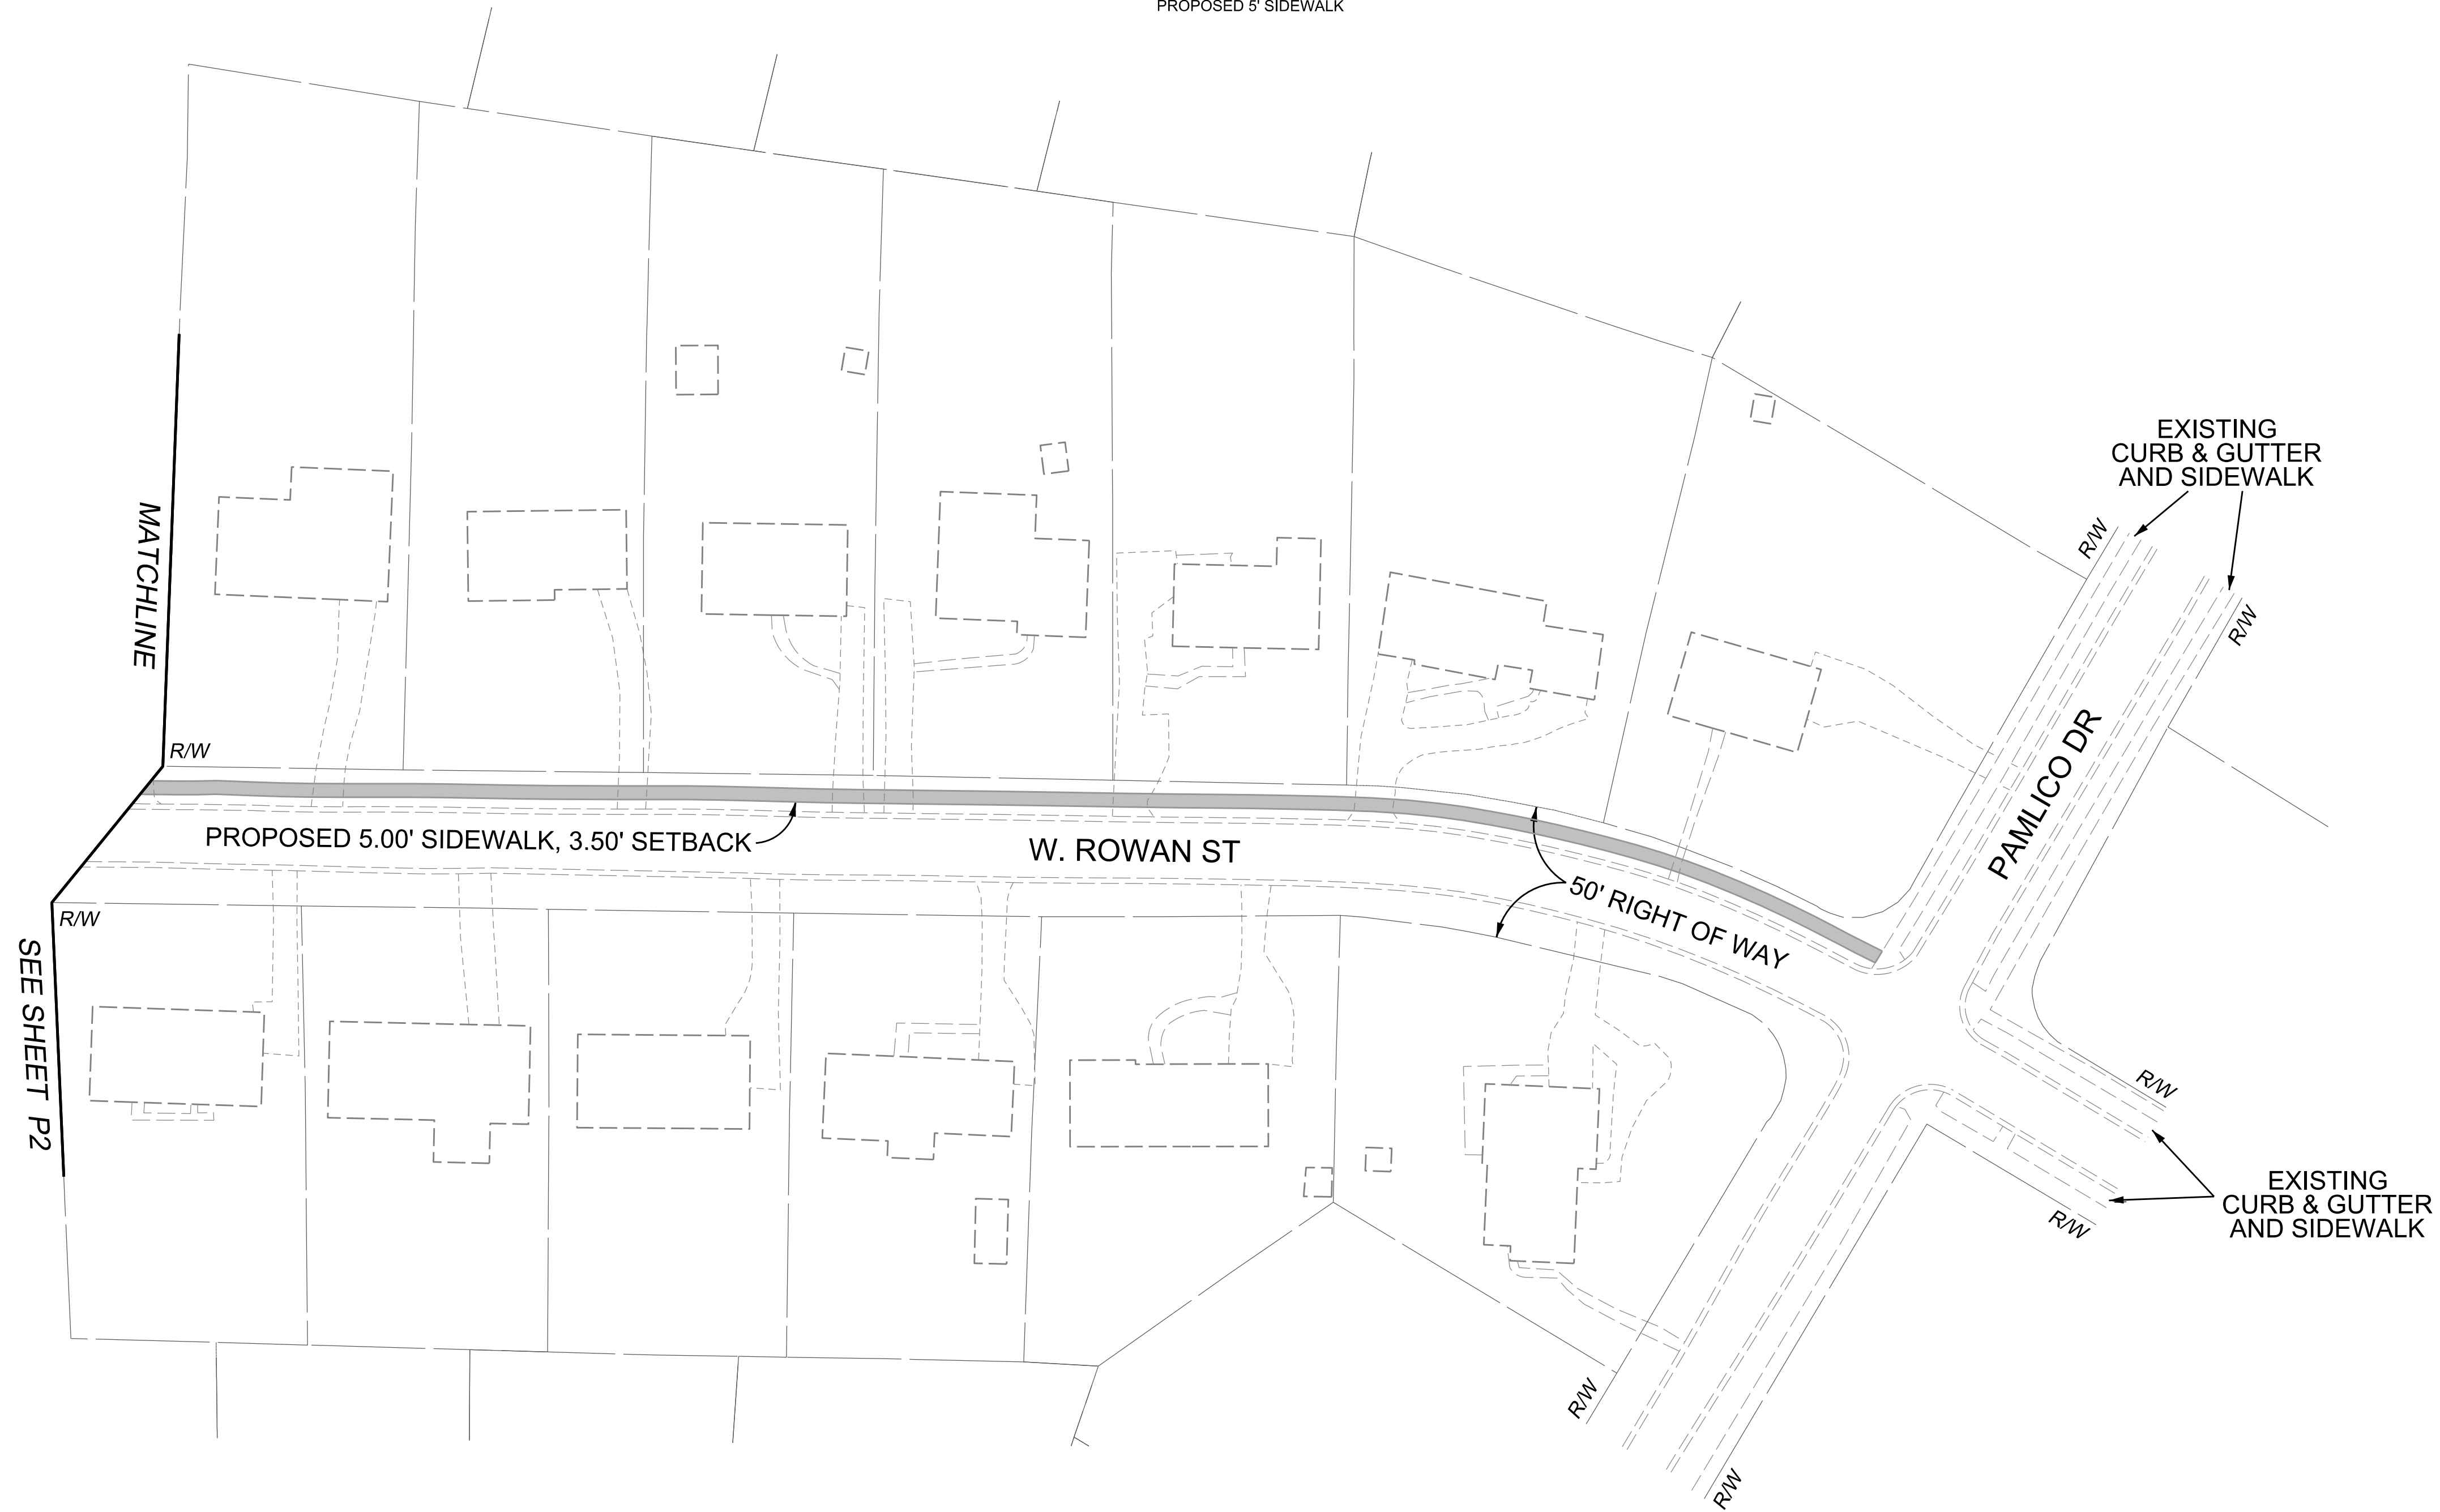 PROPOSED 5' SIDEWALK
EXISTING
CURB & GUTTER
AND SIDEWALK
R/W
R/W
MATCHLINE
PAMLICO DR
R/W
PROPOSED 5.00' SIDEWALK, 3.50' SETBACK
W. ROWAN ST
50' RIGHT OF WAY
R/W
SEE SHEET P2
R/W
EXISTING
CURB & GUTTER
AND SIDEWALK
R/W
R/W
R/W